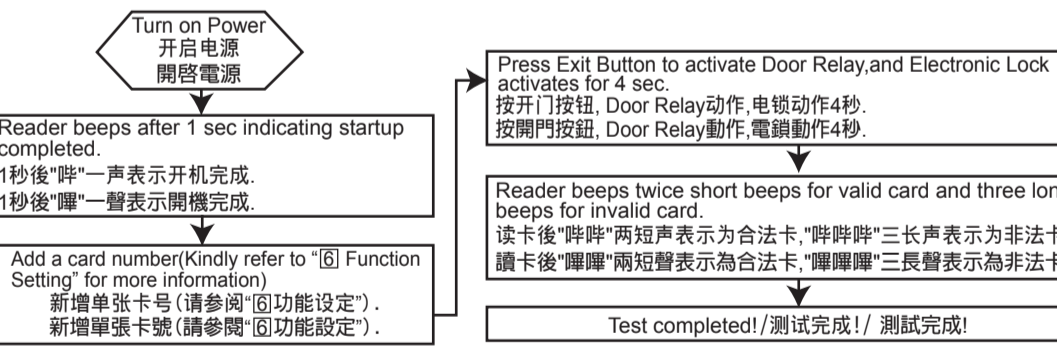 Turn on Power
开启电源
開啓電源
Reader beeps after 1 sec indicating startup
completed.
1秒後"哔"一声表示开机完成.
1秒後"嗶"一聲表示開機完成.
Add a card number(Kindly refer to “6 Function
Setting” for more information)
新增单张卡号(请参阅“6功能设定”).
新增單張卡號(請參閱“6功能設定”).
Press Exit Button to activate Door Relay,and Electronic Lock
activates for 4 sec.
按开门按钮, Door Relay动作,电锁动作4秒.
按開門按鈕, Door Relay動作,電鎖動作4秒.
Reader beeps twice short beeps for valid card and three lon
beeps for invalid card.
读卡後"哔哔"两短声表示为合法卡,"哔哔哔"三长声表示为非法卡
讀卡後"嗶嗶"兩短聲表示為合法卡,"嗶嗶嗶"三長聲表示為非法卡
Test completed!/测试完成!/ 測試完成!